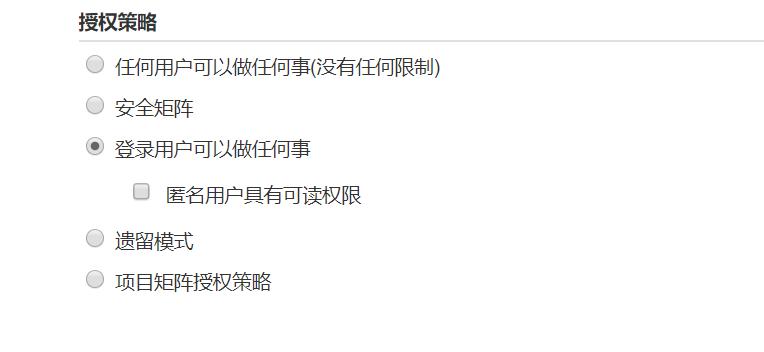 授权策略
任何用户可以做任何事(没有任何限制)
安全矩阵
登录用户可以做任何事
匿名用户具有可读权限
遗留模式
项目矩阵授权策略